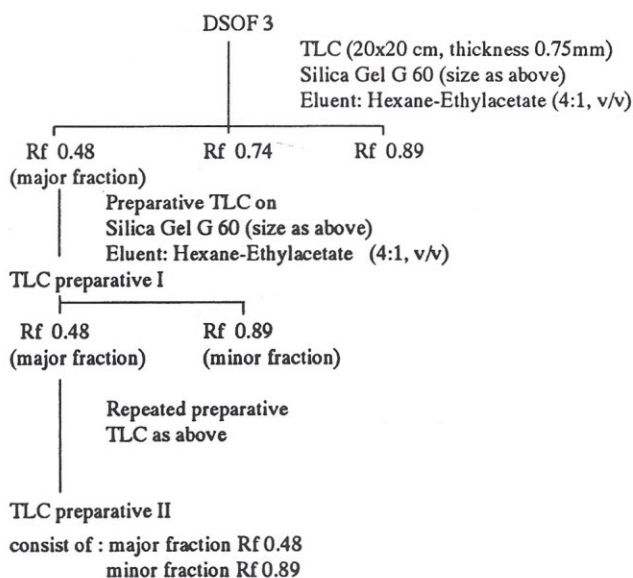 DSOF 3
TLC (20x20 cm, thickness 0.75mm)
Silica Gel G 60 (size as above)
Eluent: Hexane-Ethylacetate (4:1, v/v)
Rf 0.48 Rf 0.74 Rf 0.89
(major fraction)
Preparative TLC on
Silica Gel G 60 (size as above)
Eluent: Hexane-Ethylacetate (4:1, v/v)
TLC preparative I
Rf 0.48 Rf 0.89
(major fraction) (minor fraction)
Repeated preparative
TLC as above
TLC preparative II
consist of : major fraction Rf 0.48
minor fraction Rf 0.89